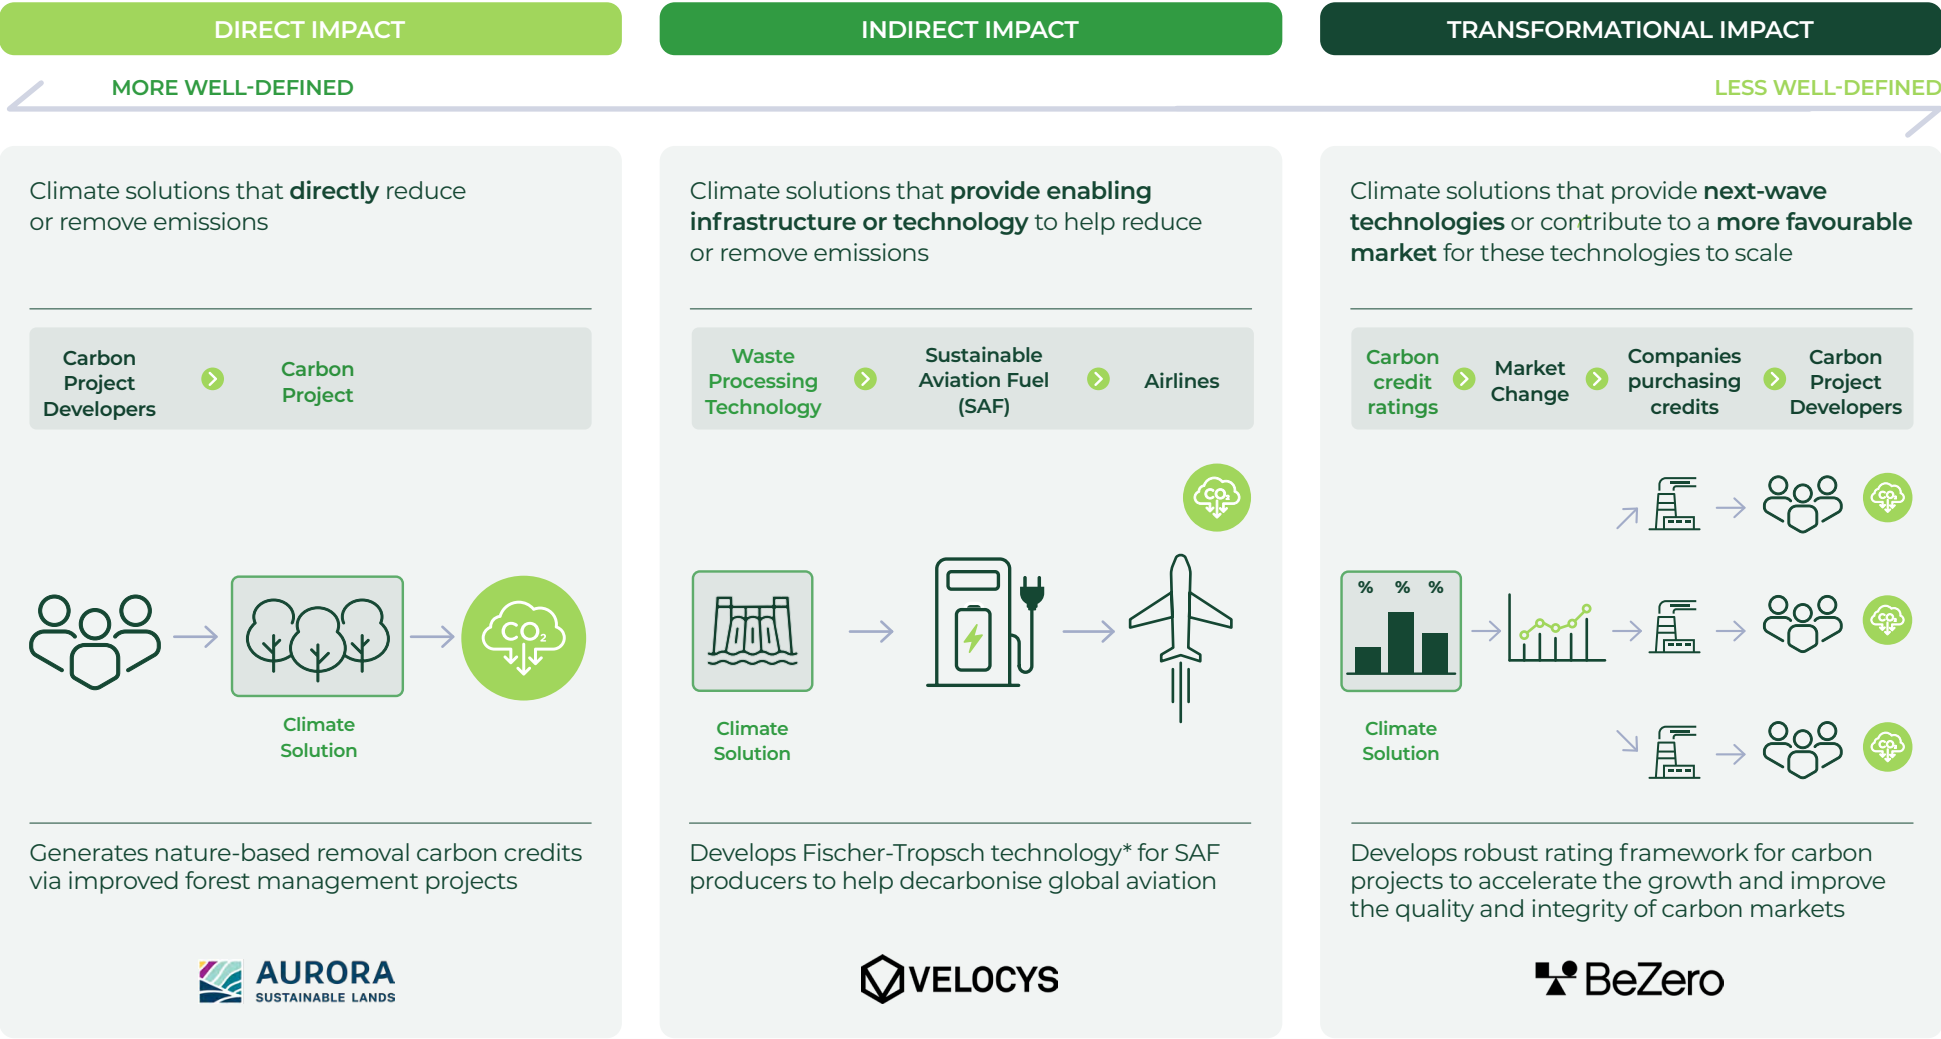 DIRECT IMPACT
INDIRECT IMPACT
TRANSFORMATIONAL IMPACT
MORE WELL-DEFINED
LESS WELL-DEFINED
Climate solutions that directly reduce
or remove emissions
Carbon
Project
Developers
Carbon
Project
CO₂
Climate
Solution
Generates nature-based removal carbon credits
via improved forest management projects
AURORA
SUSTAINABLE LANDS
Climate solutions that provide enabling
infrastructure or technology to help reduce
or remove emissions
Waste
Processing
Technology
Sustainable
Aviation Fuel
(SAF)
Airlines
CO₂
Climate
Solution
Develops Fischer-Tropsch technology* for SAF
producers to help decarbonise global aviation
VELOCYS
Climate solutions that provide next-wave
technologies or contribute to a more favourable
market for these technologies to scale
Carbon
credit
ratings
Market
Change
Companies
purchasing
credits
Carbon
Project
Developers
CO₂
% % %
CO₂
Climate
Solution
CO₂
Develops robust rating framework for carbon
projects to accelerate the growth and improve
the quality and integrity of carbon markets
BeZero